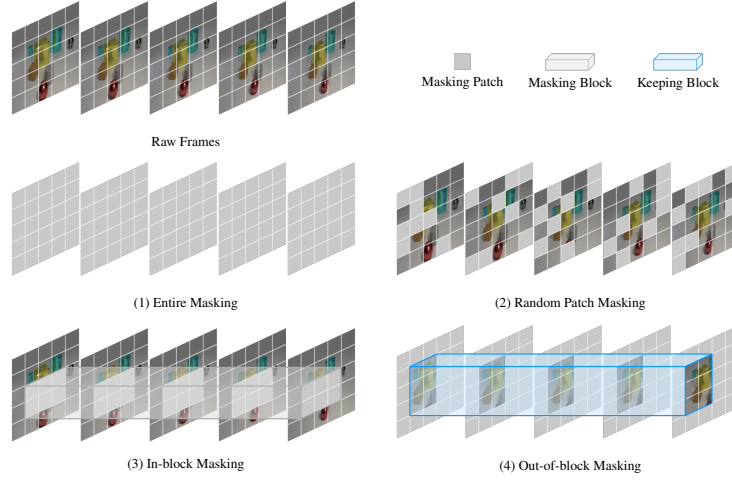 Masking Patch
Masking Block
Keeping Block
Raw Frames
(1) Entire Masking
(2) Random Patch Masking
(3) In-block Masking
(4) Out-of-block Masking